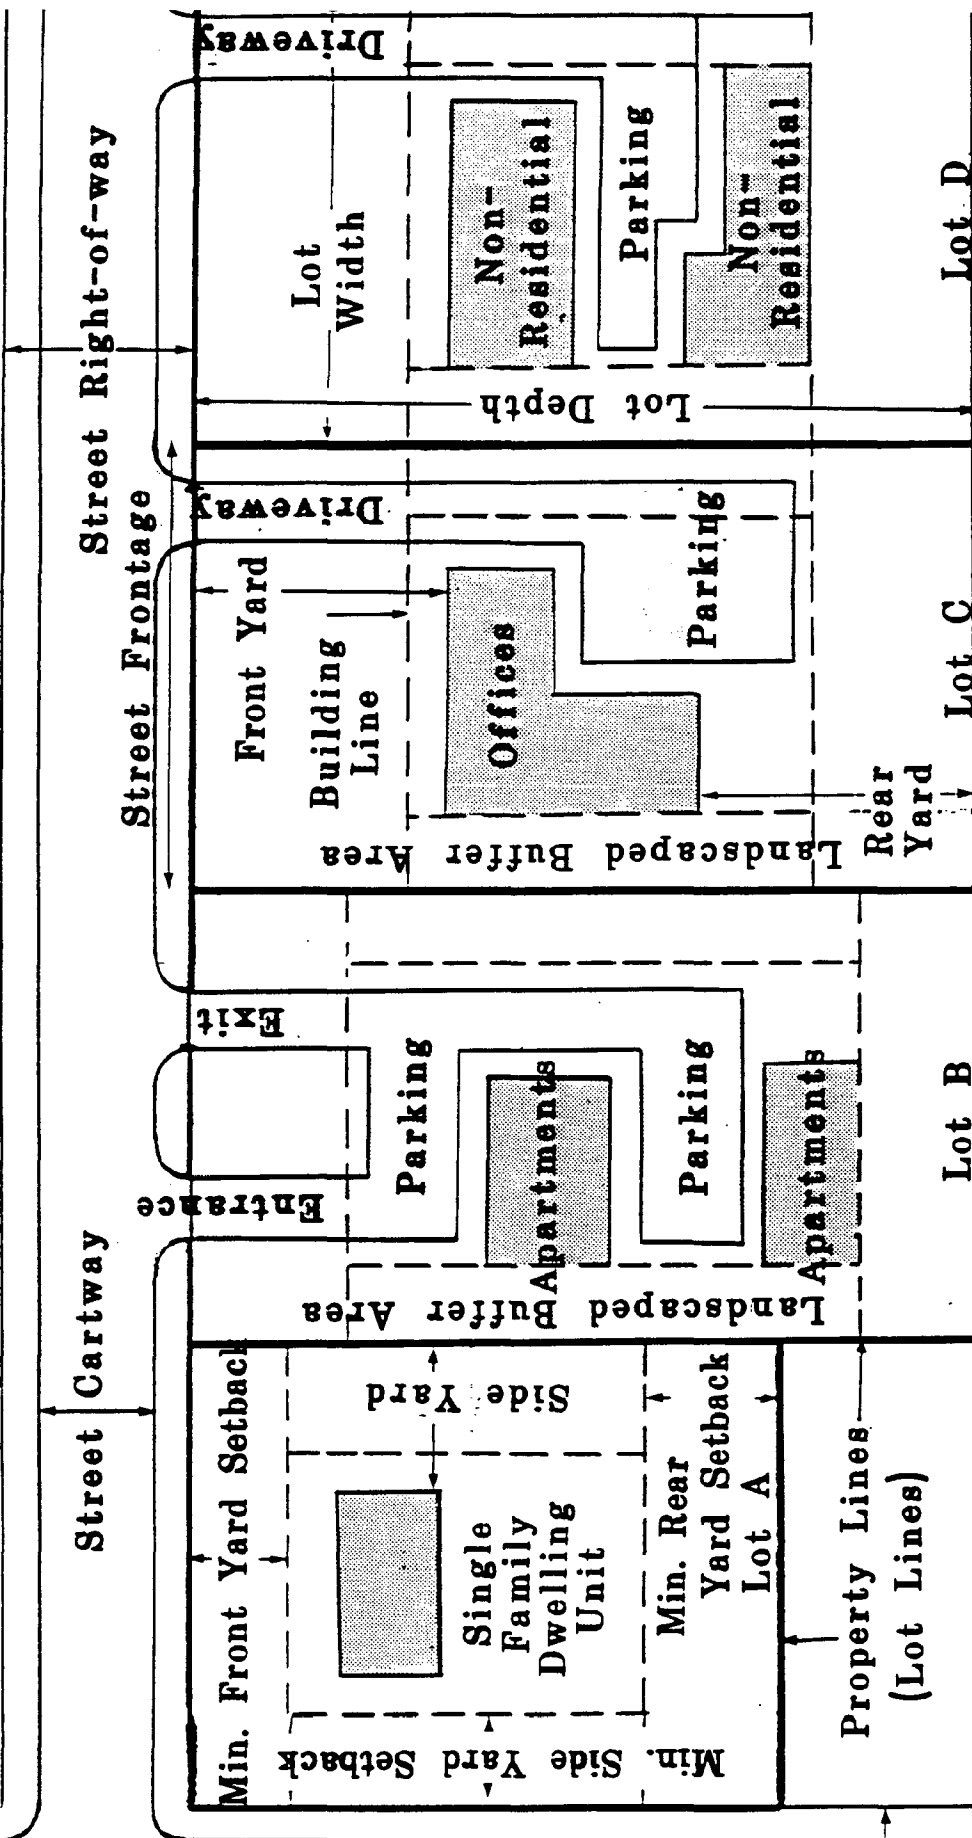 Street Cartway
Street Right-of-way
Street Frontage
Min. Front Yard Setback
Min. Side Yard Setback
Side Yard
Single
Family
Dwelling
Unit
Min. Rear
Yard Setback
Lot A
Property Lines
(Lot Lines)
Entrance
Exit
Landscaped Buffer Area
Parking
Apartments
Parking
Apartments
Lot B
Driveway
Front Yard
Building
Line
Landscaped Buffer Area
Offices
Parking
Rear
Yard
Lot C
Driveway
Lot
Width
Lot Depth
Non-
Residential
Parking
Non-
Residential
Lot D